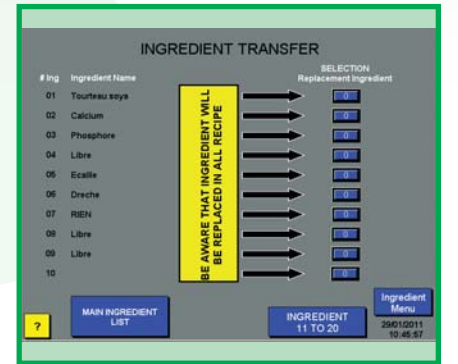 INGREDIENT TRANSFER
SELECTION
# Ing Ingredient Name Replacement Ingredient
01 Tourteau soya 0
02 Calcium 0
03 Phosphore 0
04 Libre 0
05 Ecaille 0
06 Dreche 0
07 RIEN 0
08 Libre 0
09 Libre 0
10 0
BE AWARE THAT INGREDIENT WILL
BE REPLACED IN ALL RECIPE
?
MAIN INGREDIENT
LIST
INGREDIENT
11 TO 20
Ingredient
Menu
29/01/2011
10:45:57